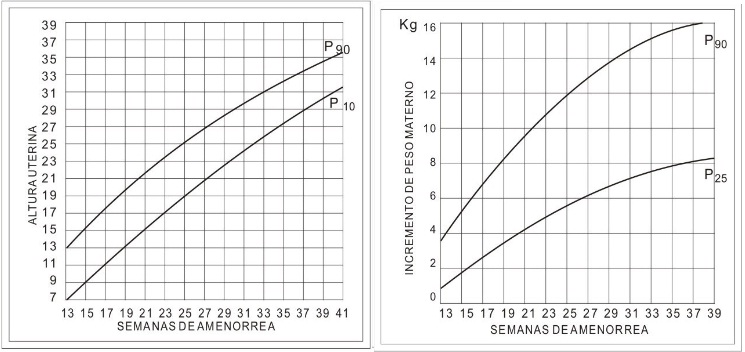 39
37
35
33
31
29
27
25
23
21
19
17
15
13
11
9
7
ALTURA UTERINA
P 90
P 10
13 15 17 19 21 23 25 27 29 31 33 35 37 39 41
SEMANAS DE AMENORREA
Kg
16
14
12
10
8
6
4
2
0
INCREMENTO DE PESO MATERNO
P90
P25
13 15 17 19 21 23 25 27 29 31 33 35 37 39
SEMANAS DE AMENORREA